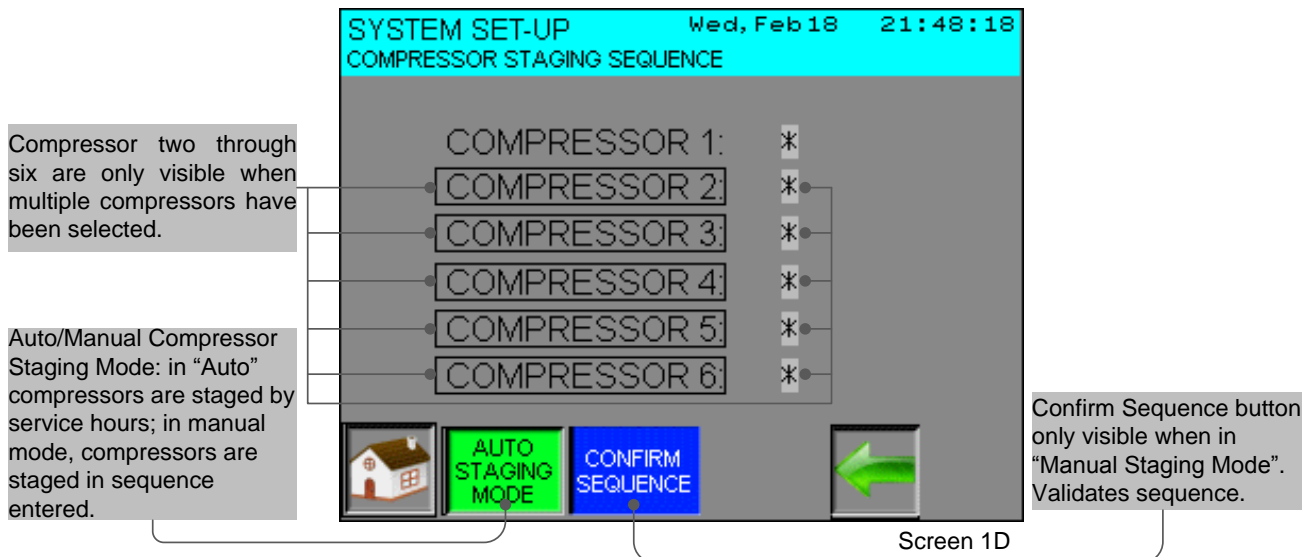 SYSTEM SET-UP Wed, Feb 18 21:48:18
COMPRESSOR STAGING SEQUENCE
Compressor two through
six are only visible when
multiple compressors have
been selected.
COMPRESSOR 1: *
COMPRESSOR 2: *
COMPRESSOR 3: *
COMPRESSOR 4: *
COMPRESSOR 5: *
COMPRESSOR 6: *
Auto/Manual Compressor
Staging Mode: in “Auto”
compressors are staged by
service hours; in manual
mode, compressors are
staged in sequence
entered.
AUTO
STAGING
MODE
CONFIRM
SEQUENCE
Confirm Sequence button
only visible when in
“Manual Staging Mode”.
Validates sequence.
Screen 1D